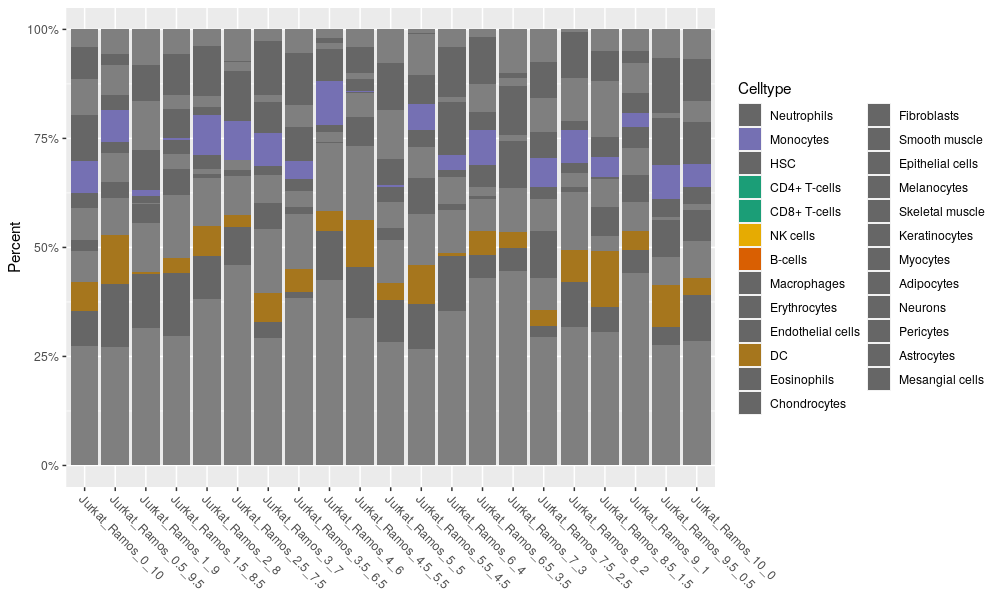 100%
75%
50%
25%
0%
Percent
Jurkat_Ramos_0_10
Jurkat_Ramos_0.5_9.5
Jurkat_Ramos_1_9
Jurkat_Ramos_1.5_8.5
Jurkat_Ramos_2_8
Jurkat_Ramos_2.5_7.5
Jurkat_Ramos_3_7
Jurkat_Ramos_3.5_6.5
Jurkat_Ramos_4_6
Jurkat_Ramos_4.5_5.5
Jurkat_Ramos_5_5
Jurkat_Ramos_5.5_4.5
Jurkat_Ramos_6_4
Jurkat_Ramos_6.5_3.5
Jurkat_Ramos_7_3
Jurkat_Ramos_7.5_2.5
Jurkat_Ramos_8_2
Jurkat_Ramos_8.5_1.5
Jurkat_Ramos_9_1
Jurkat_Ramos_9.5_0.5
Jurkat_Ramos_10_0
Celltype
Neutrophils
Monocytes
HSC
CD4+ T-cells
CD8+ T-cells
NK cells
B-cells
Macrophages
Erythrocytes
Endothelial cells
DC
Eosinophils
Chondrocytes
Fibroblasts
Smooth muscle
Epithelial cells
Melanocytes
Skeletal muscle
Keratinocytes
Myocytes
Adipocytes
Neurons
Pericytes
Astrocytes
Mesangial cells